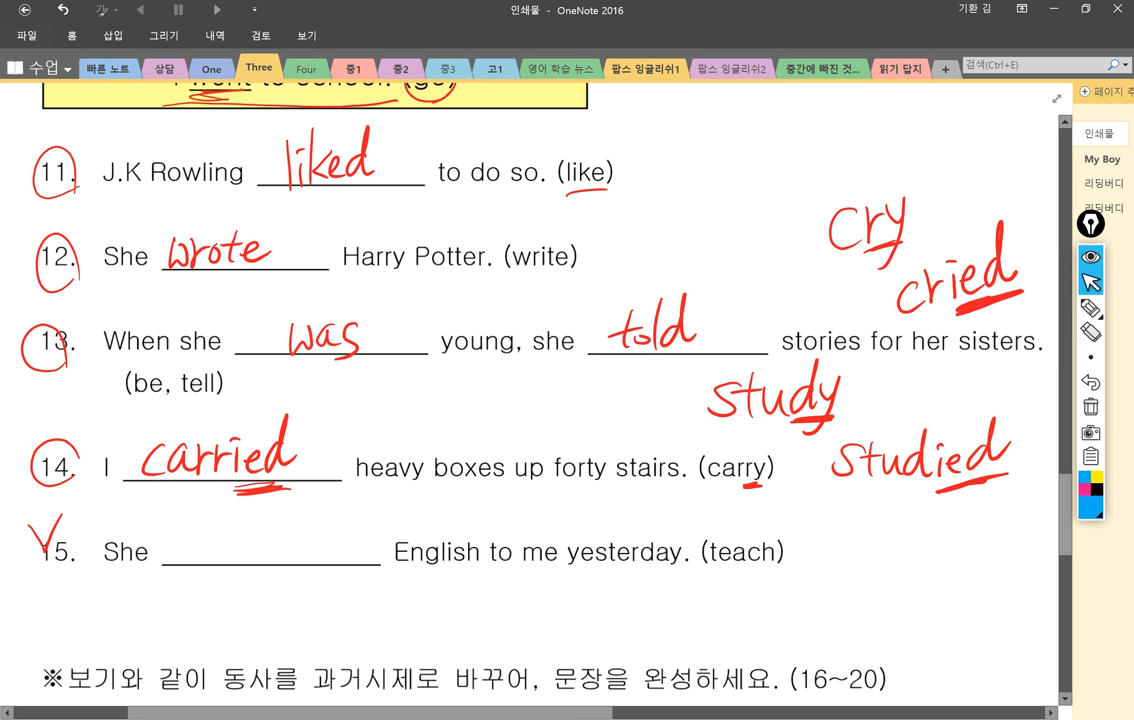 인쇄물 - OneNote 2016
기환 김
파일 홈 삽입 그리기 내역 검토 보기
수업 빠른 노트 상담 One Three Four 중1 중2 중3 고1 영어 학습 뉴스 팝스 잉글리쉬1 팝스 잉글리쉬2 중간에 빠진 것... 읽기 답지 + 검색(Ctrl+E)
went to school. (go)
페이지 추
인쇄물
My Boy
리딩버디
리딩버디
11. J.K Rowling liked to do so. (like)
cry
12. She wrote Harry Potter. (write)
cried
13. When she was young, she told stories for her sisters.
(be, tell)
study
14. I carried heavy boxes up forty stairs. (carry)
studied
15. She English to me yesterday. (teach)
※보기와 같이 동사를 과거시제로 바꾸어, 문장을 완성하세요. (16~20)